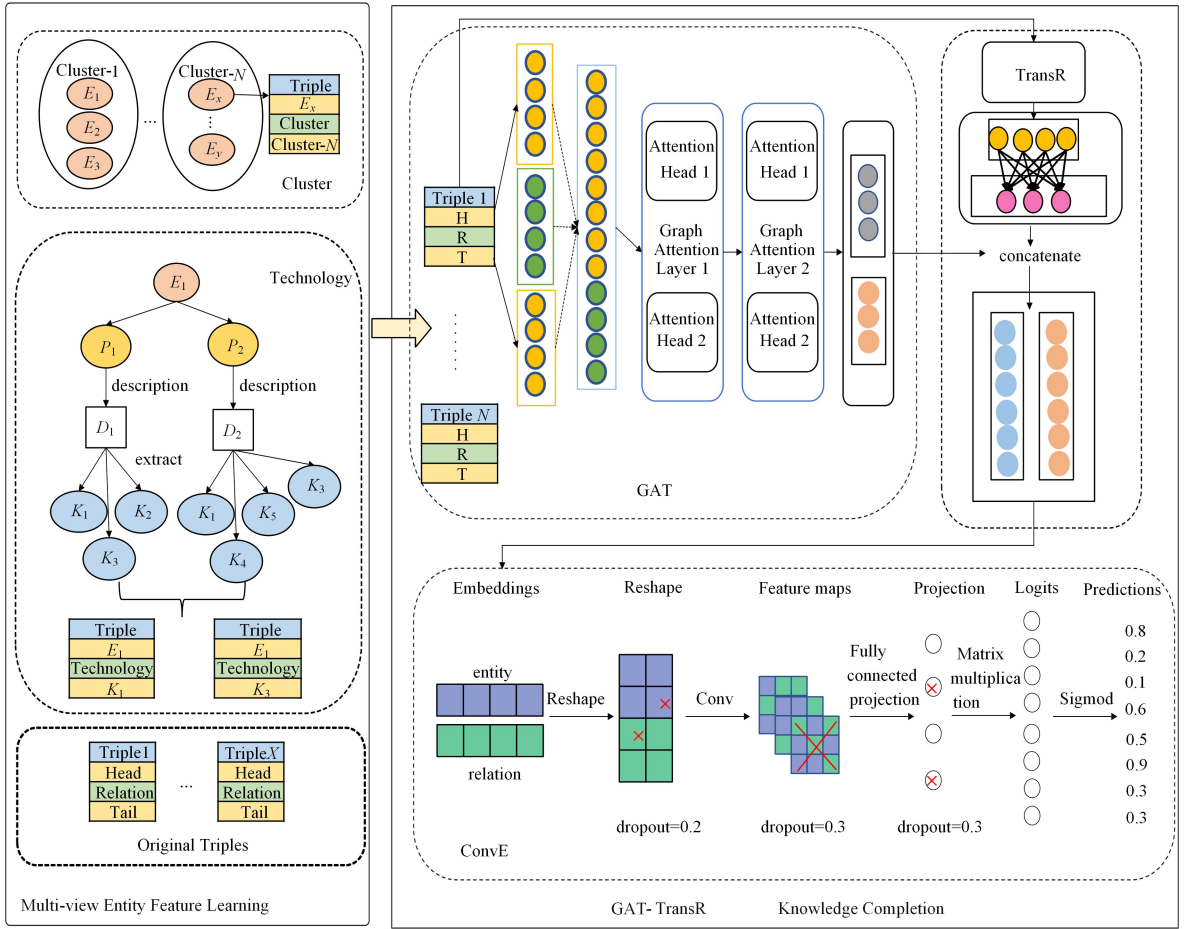 Cluster-1
E1
E2
E3
...
Cluster-N
Ex
⋮
Ey
Triple
Ex
Cluster
Cluster-N
Cluster
Technology
E1
P1
P2
description
description
D1
D2
extract
K1
K2
K3
K1
K5
K3
K4
Triple
E1
Technology
K1
Triple
E1
Technology
K3
Triple1
Head
Relation
Tail
...
TripleX
Head
Relation
Tail
Original Triples
Multi-view Entity Feature Learning
Triple 1
H
R
T
Triple N
H
R
T
Attention
Head 1
Graph
Attention
Layer 1
Attention
Head 2
Attention
Head 1
Graph
Attention
Layer 2
Attention
Head 2
GAT
TransR
concatenate
Embeddings
Reshape
Feature maps
Projection
Logits
Predictions
entity
relation
Reshape
Conv
Fully
connected
projection
Matrix
multiplica
tion
Sigmod
0.8
0.2
0.1
0.6
0.5
0.9
0.3
0.3
dropout=0.2
dropout=0.3
dropout=0.3
ConvE
GAT- TransR
Knowledge Completion